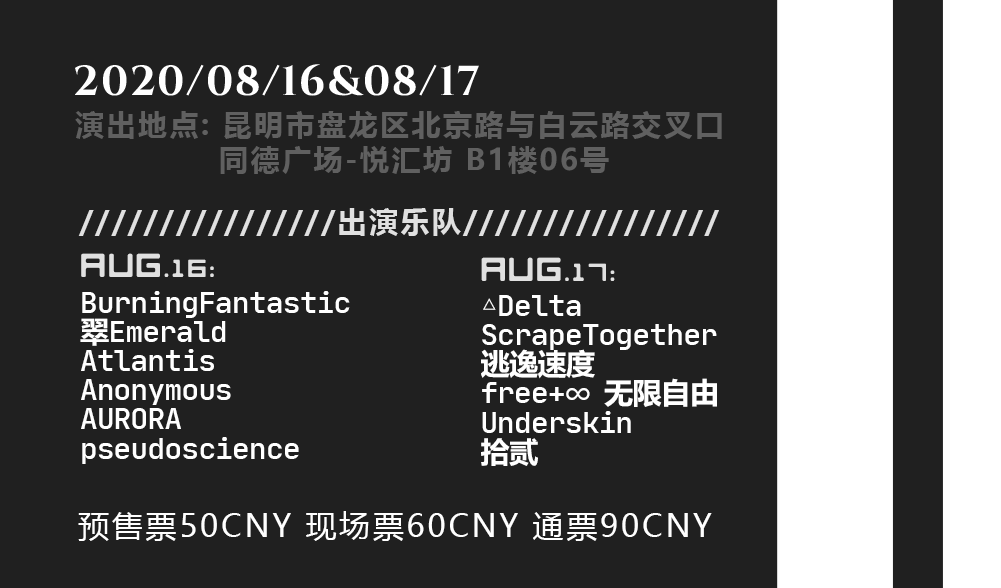 2020/08/16&08/17
演出地点: 昆明市盘龙区北京路与白云路交叉口
同德广场-悦汇坊 B1楼06号
////////////////出演乐队////////////////
AUG.16:
BurningFantastic
翠Emerald
Atlantis
Anonymous
AURORA
pseudoscience
AUG.17:
△Delta
ScrapeTogether
逃逸速度
free+∞ 无限自由
Underskin
拾贰
预售票50CNY 现场票60CNY 通票90CNY